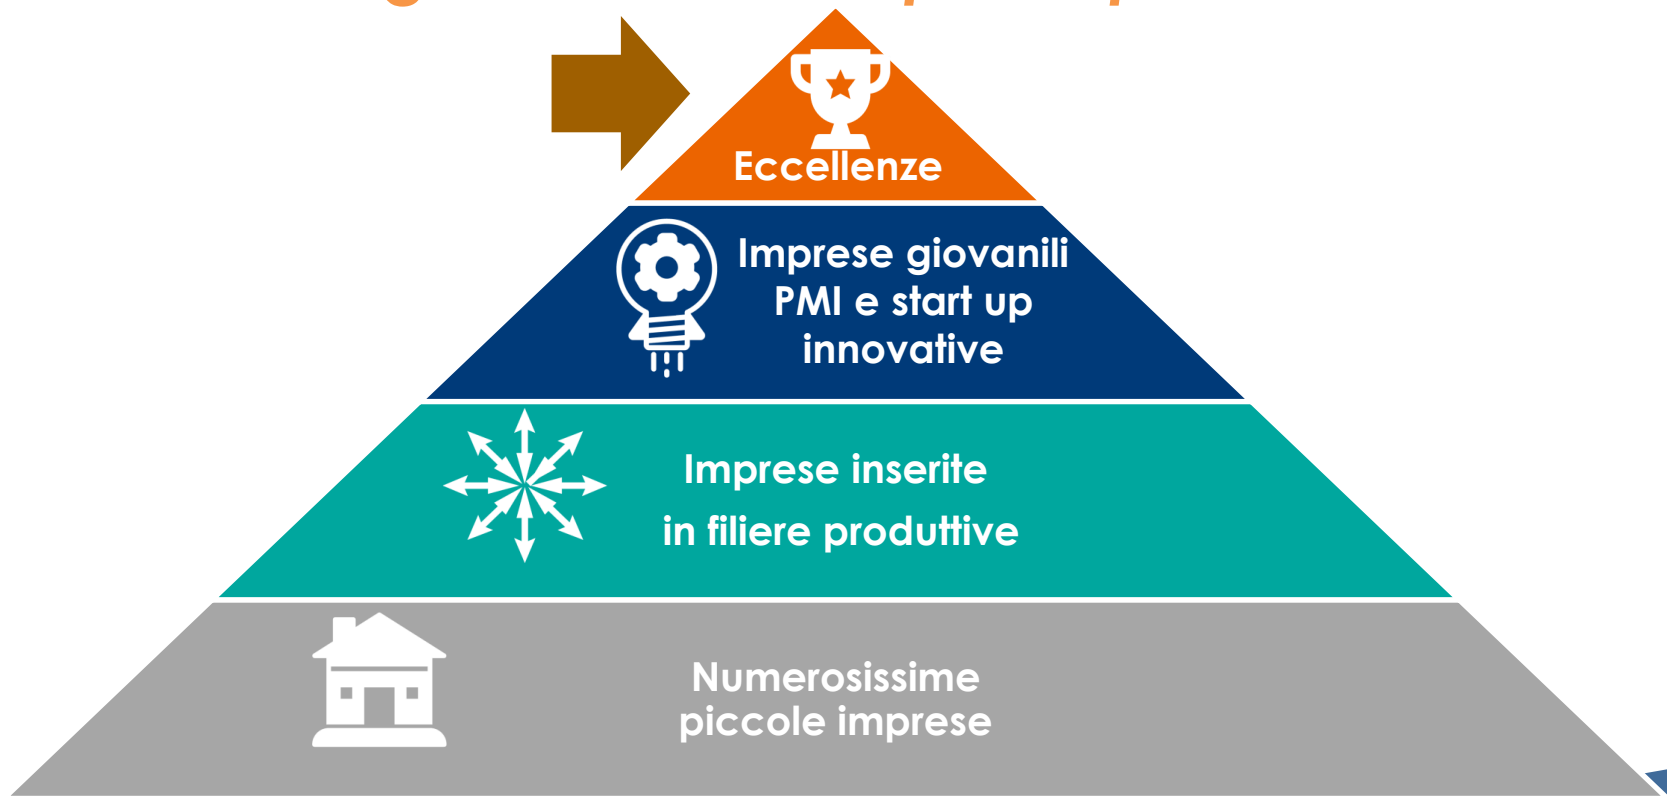 Eccellenze
Imprese giovanili
PMI e start up
innovative
Imprese inserite
in filiere produttive
Numerosissime
piccole imprese